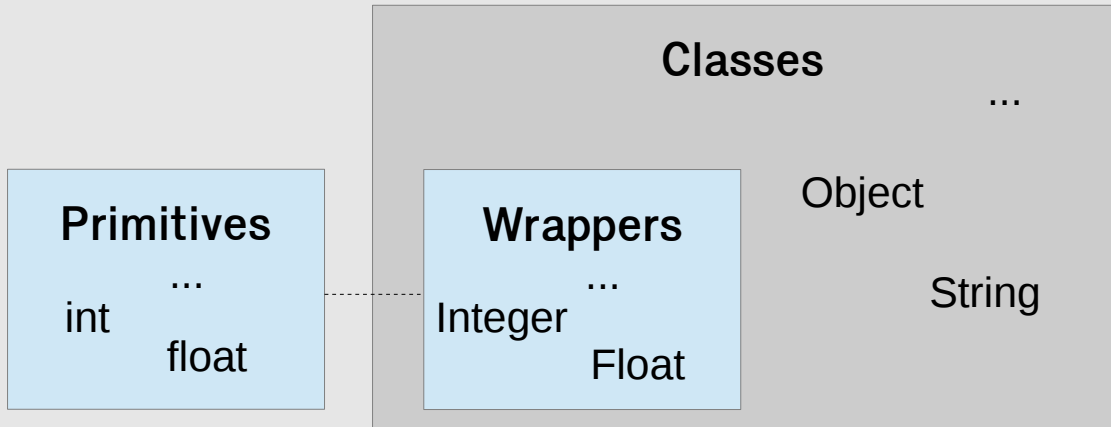 Classes
...
Object
String
Primitives
...
int
float
Wrappers
...
Integer
Float